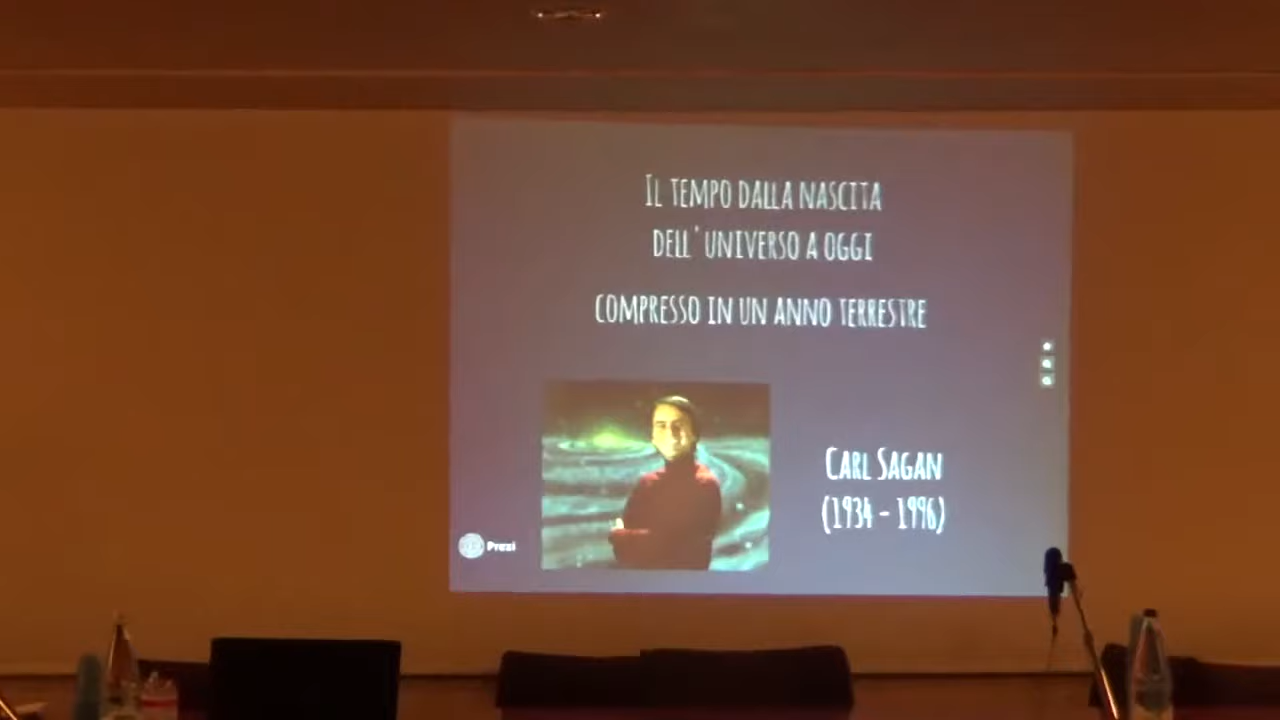 Il tempo dalla nascita
dell'universo a oggi
compresso in un anno terrestre
Carl Sagan
(1934 - 1996)
Prezi